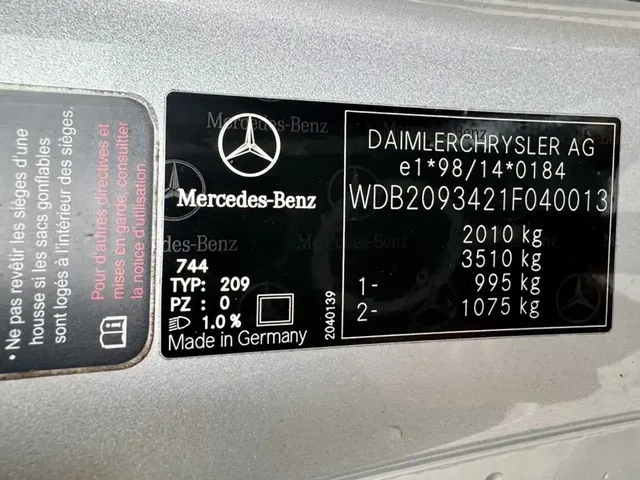 • Ne pas revêtir les sièges d'une
housse si les sacs gonflables
sont logés à l'intérieur des sièges.
Pour d'autres directives et
mises en garde, consulter
la notice d'utilisation.
Mercedes-Benz
Mercedes-Benz
744
TYP: 209
PZ : 0
1.0 %
Made in Germany
2040139
DAIMLERCHRYSLER AG
e1*98/14*0184
WDB2093421F040013
2010 kg
3510 kg
1- 995 kg
2- 1075 kg